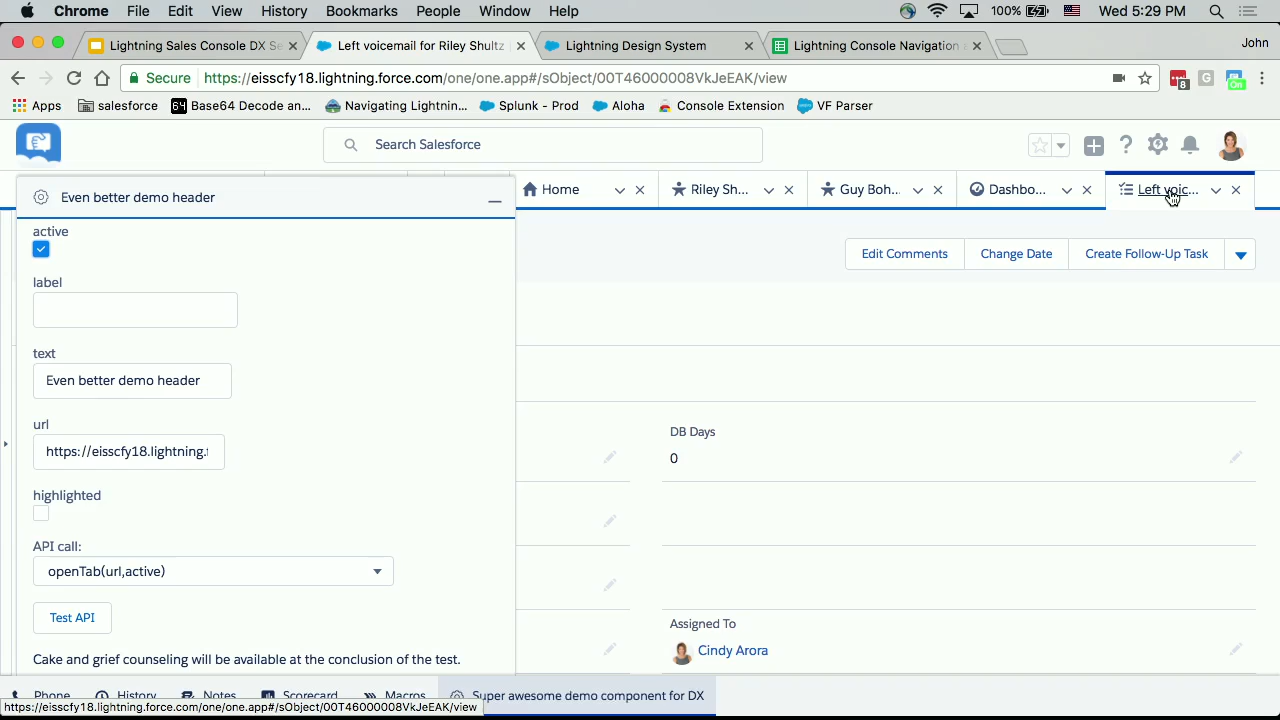 Chrome File Edit View History Bookmarks People Window Help 100% Wed 5:29 PM
Lightning Sales Console DX Se Left voicemail for Riley Shultz Lightning Design System Lightning Console Navigation John
Secure https://eisscfy18.lightning.force.com/one/one.app#/sObject/00T46000008VkJeEAK/view 8 G On
Apps salesforce 64 Base64 Decode an... Navigating Lightnin... Splunk - Prod Aloha Console Extension VF Parser
Search Salesforce
Even better demo header
Home Riley Sh... Guy Boh... Dashbo... Left voic...
active
Edit Comments Change Date Create Follow-Up Task
label
text
Even better demo header
url
https://eisscfy18.lightning.f
DB Days
0
highlighted
API call:
openTab(url,active)
Test API
Assigned To
Cindy Arora
Cake and grief counseling will be available at the conclusion of the test.
Phone History Notes Scorecard Macros Super awesome demo component for DX
https://eisscfy18.lightning.force.com/one/one.app#/sObject/00T46000008VkJeEAK/view